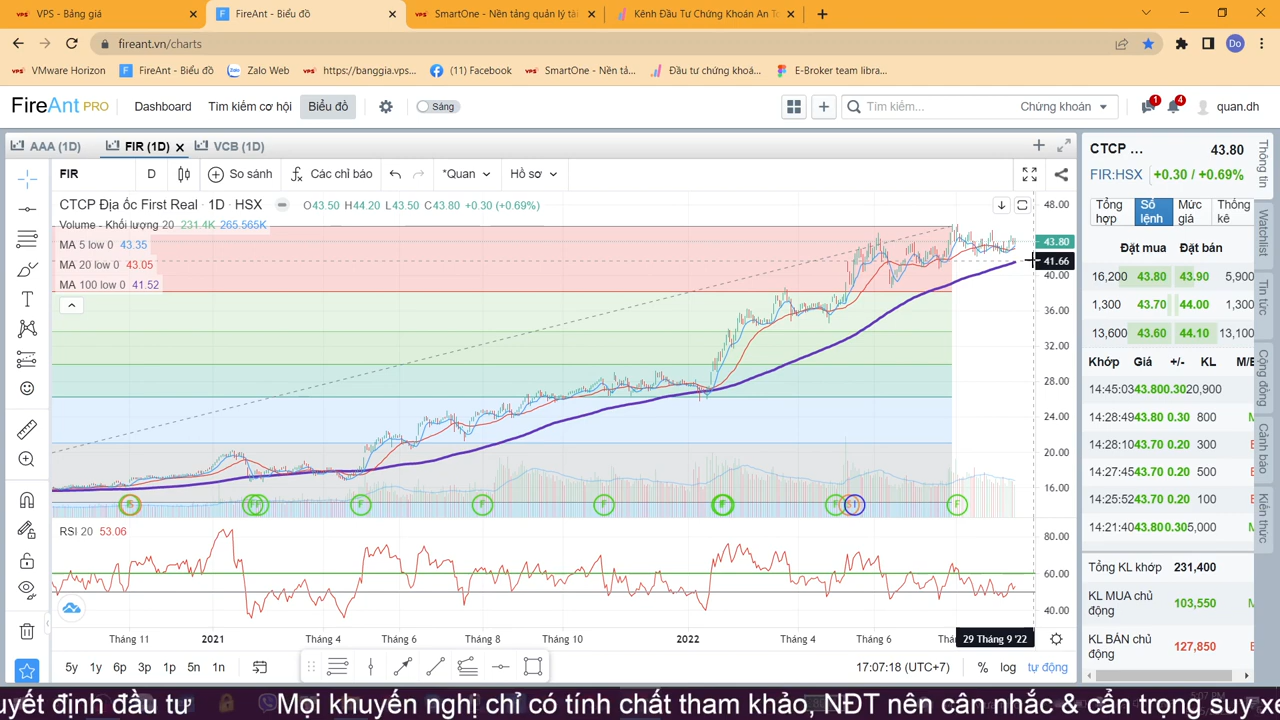 VPS - Bảng giá
FireAnt - Biểu đồ
SmartOne - Nền tảng quản lý tài
Kênh Đầu Tư Chứng Khoán An To
fireant.vn/charts
Do
VMware Horizon
FireAnt - Biểu đồ
Zalo Web
https://banggia.vps...
(11) Facebook
SmartOne - Nền tả...
Đầu tư chứng khoá...
E-Broker team libra...
FireAnt PRO
Dashboard
Tìm kiếm cơ hội
Biểu đồ
Sáng
Tìm kiếm...
Chứng khoán
1
4
quan.dh
AAA (1D)
FIR (1D)
VCB (1D)
FIR
D
So sánh
Các chỉ báo
*Quan
Hồ sơ
CTCP Địa ốc First Real · 1D · HSX
O43.50 H44.20 L43.50 C43.80 +0.30 (+0.69%)
Volume - Khối lượng 20 231.4K 265.565K
MA 5 low 0 43.35
MA 20 low 0 43.05
MA 100 low 0 41.52
48.00
43.80
41.66
40.00
36.00
32.00
28.00
24.00
20.00
16.00
RSI 20 53.06
80.00
60.00
40.00
Tháng 11
2021
Tháng 4
Tháng 6
Tháng 8
Tháng 10
2022
Tháng 4
Tháng 6
29 Tháng 9 '22
5y
1y
6p
3p
1p
5n
1n
17:07:18 (UTC+7)
%
log
tự động
CTCP ...
43.80
FIR:HSX
+0.30 / +0.69%
Tổng hợp
Sổ lệnh
Mức giá
Thông kê
Đặt mua
Đặt bán
16,200 43.80 43.90 5,900
1,300 43.70 44.00 1,300
13,600 43.60 44.10 13,100
Khớp Giá +/- KL M/B
14:45:03 43.80 0.30 20,900
14:28:49 43.80 0.30 800
14:28:10 43.70 0.20 300
14:27:45 43.70 0.20 500
14:25:52 43.70 0.20 100
14:21:40 43.80 0.30 5,000
Tổng KL khớp 231,400
KL MUA chủ động 103,550
KL BÁN chủ động 127,850
Thông tin
Watchlist
Tin tức
Cộng đồng
Cảnh báo
Kiến thức
uyết định đầu tư
Mọi khuyến nghị chỉ có tính chất tham khảo, NĐT nên cân nhắc & cẩn trọng suy xé